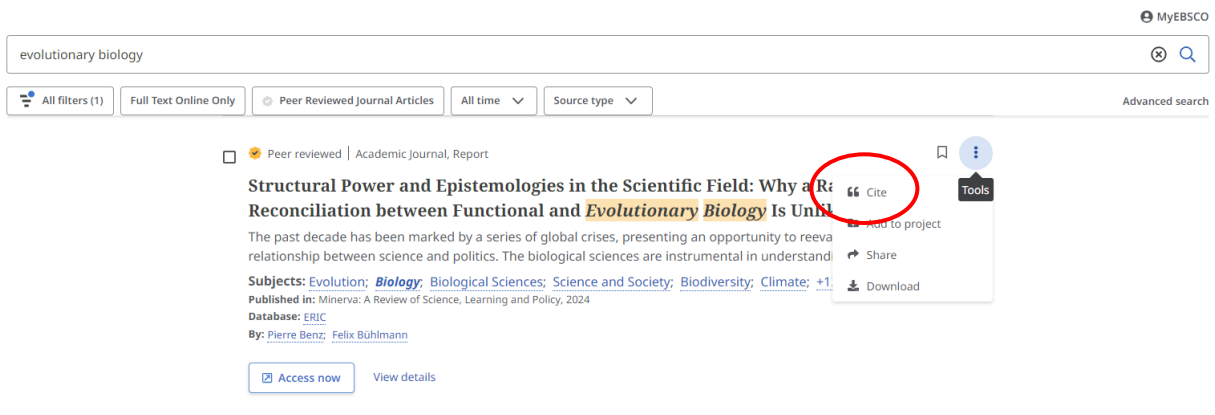 MyEBSCO
evolutionary biology
All filters (1)
Full Text Online Only
Peer Reviewed Journal Articles
All time
Source type
Advanced search
Peer reviewed | Academic Journal, Report
Structural Power and Epistemologies in the Scientific Field: Why a
Reconciliation between Functional and Evolutionary Biology Is
The past decade has been marked by a series of global crises, presenting an opportunity to
relationship between science and politics. The biological sciences are instrumental in
Subjects: Evolution; Biology; Biological Sciences; Science and Society; Biodiversity; Climate;
Published in: Minerva: A Review of Science, Learning and Policy, 2024
Database: ERIC
By: Pierre Benz; Felix Bühlmann
Access now
View details
Tools
Cite
Add to project
Share
Download